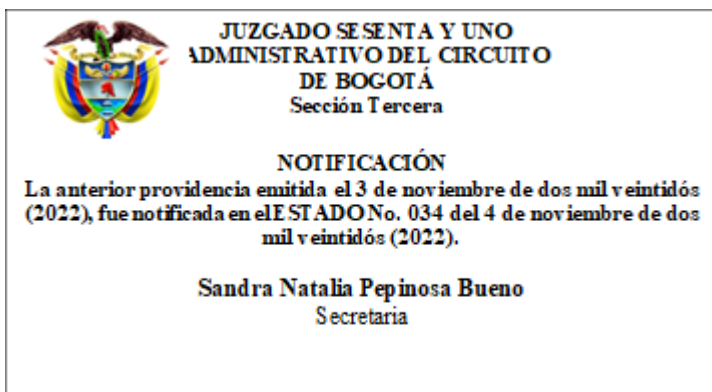 JUZGADO SESENTA Y UNO
ADMINISTRATIVO DEL CIRCUITO
DE BOGOTÁ
Sección Tercera
NOTIFICACIÓN
La anterior providencia emitida el 3 de noviembre de dos mil veintidós
(2022), fue notificada en el ESTADO No. 034 del 4 de noviembre de dos
mil veintidós (2022).
Sandra Natalia Pepinosa Bueno
Secretaria